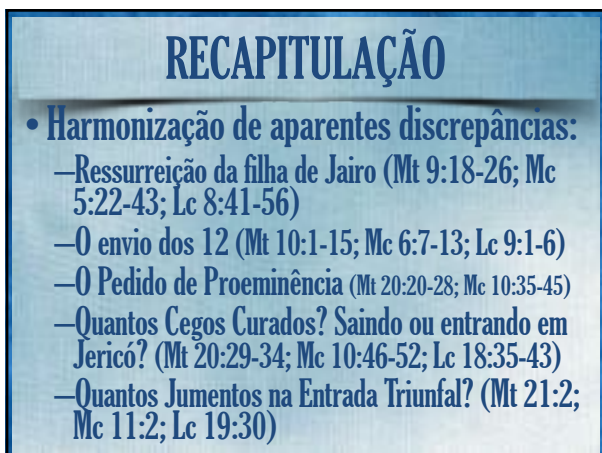 RECAPITULAÇÃO
• Harmonização de aparentes discrepâncias:
–Ressurreição da filha de Jairo (Mt 9:18-26; Mc
5:22-43; Lc 8:41-56)
–O envio dos 12 (Mt 10:1-15; Mc 6:7-13; Lc 9:1-6)
–O Pedido de Proeminência (Mt 20:20-28; Mc 10:35-45)
–Quantos Cegos Curados? Saindo ou entrando em
Jericó? (Mt 20:29-34; Mc 10:46-52; Lc 18:35-43)
–Quantos Jumentos na Entrada Triunfal? (Mt 21:2;
Mc 11:2; Lc 19:30)